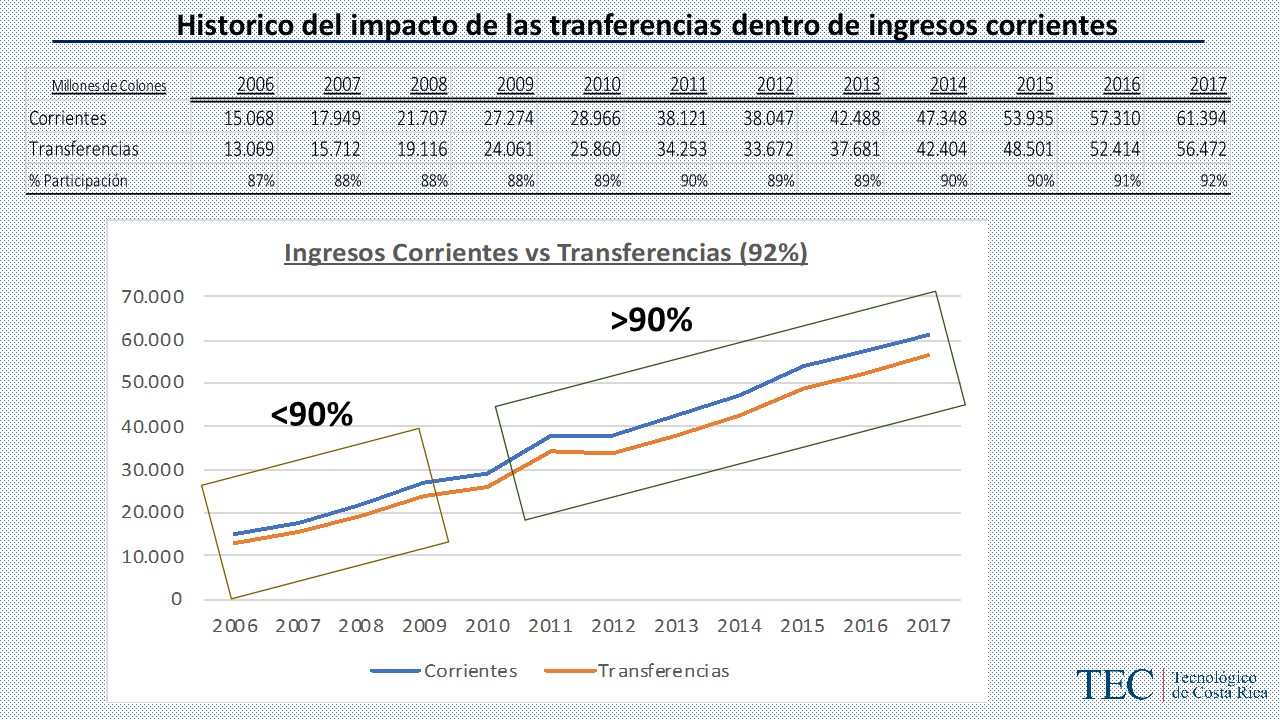 Historico del impacto de las tranferencias dentro de ingresos corrientes
Millones de Colones 2006 2007 2008 2009 2010 2011 2012 2013 2014 2015 2016 2017
Corrientes 15.068 17.949 21.707 27.274 28.966 38.121 38.047 42.488 47.348 53.935 57.310 61.394
Transferencias 13.069 15.712 19.116 24.061 25.860 34.253 33.672 37.681 42.404 48.501 52.414 56.472
% Participación 87% 88% 88% 88% 89% 90% 89% 89% 90% 90% 91% 92%
Ingresos Corrientes vs Transferencias (92%)
70.000
>90%
60.000
50.000
<90%
40.000
30.000
20.000
10.000
0
2006 2007 2008 2009 2010 2011 2012 2013 2014 2015 2016 2017
Corrientes Transferencias
TEC Tecnológico
de Costa Rica